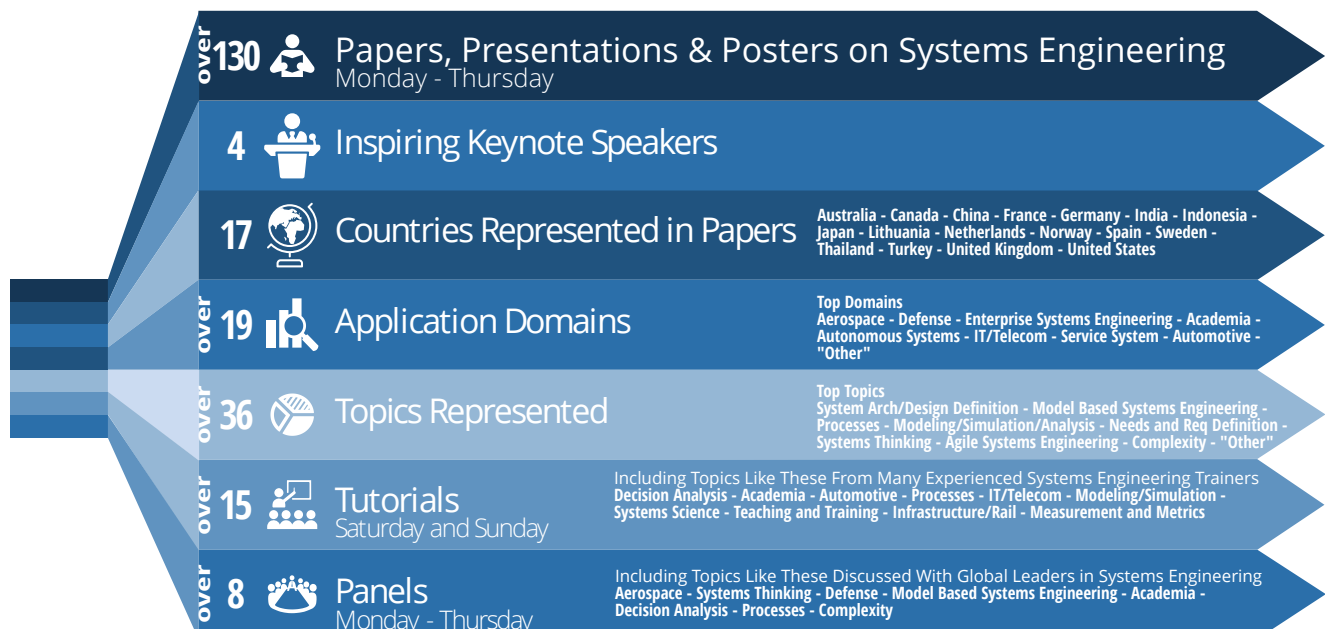 over 130 Papers, Presentations & Posters on Systems Engineering
Monday - Thursday
4 Inspiring Keynote Speakers
17 Countries Represented in Papers
Australia - Canada - China - France - Germany - India - Indonesia -
Japan - Lithuania - Netherlands - Norway - Spain - Sweden -
Thailand - Turkey - United Kingdom - United States
over 19 Application Domains
Top Domains
Aerospace - Defense - Enterprise Systems Engineering - Academia -
Autonomous Systems - IT/Telecom - Service System - Automotive -
"Other"
over 36 Topics Represented
Top Topics
System Arch/Design Definition - Model Based Systems Engineering -
Processes - Modeling/Simulation/Analysis - Needs and Req Definition -
Systems Thinking - Agile Systems Engineering - Complexity - "Other"
over 15 Tutorials
Saturday and Sunday
Including Topics Like These From Many Experienced Systems Engineering Trainers
Decision Analysis - Academia - Automotive - Processes - IT/Telecom - Modeling/Simulation -
Systems Science - Teaching and Training - Infrastructure/Rail - Measurement and Metrics
over 8 Panels
Monday - Thursday
Including Topics Like These Discussed With Global Leaders in Systems Engineering
Aerospace - Systems Thinking - Defense - Model Based Systems Engineering - Academia -
Decision Analysis - Processes - Complexity